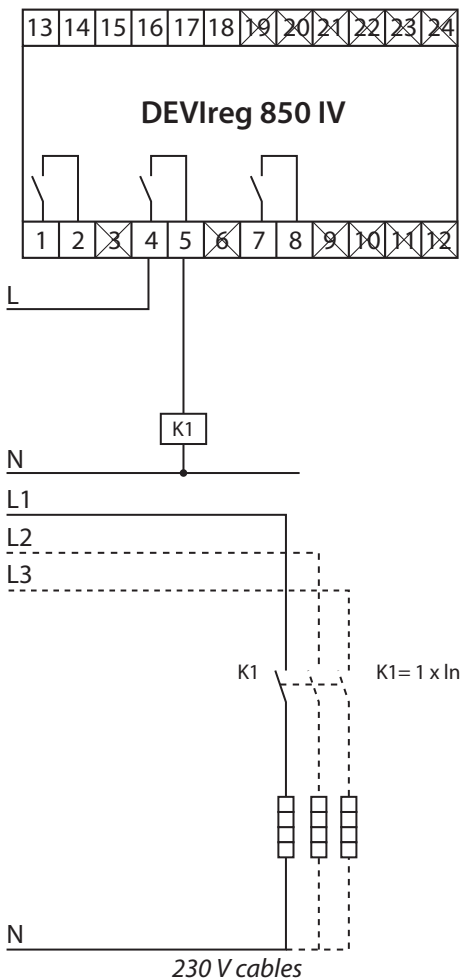 13 14 15 16 17 18 19 20 21 22 23 24
DEVIreg 850 IV
1 2 3 4 5 6 7 8 9 10 11 12
L
K1
N
L1
L2
L3
K1 K1= 1 x In
N
230 V cables